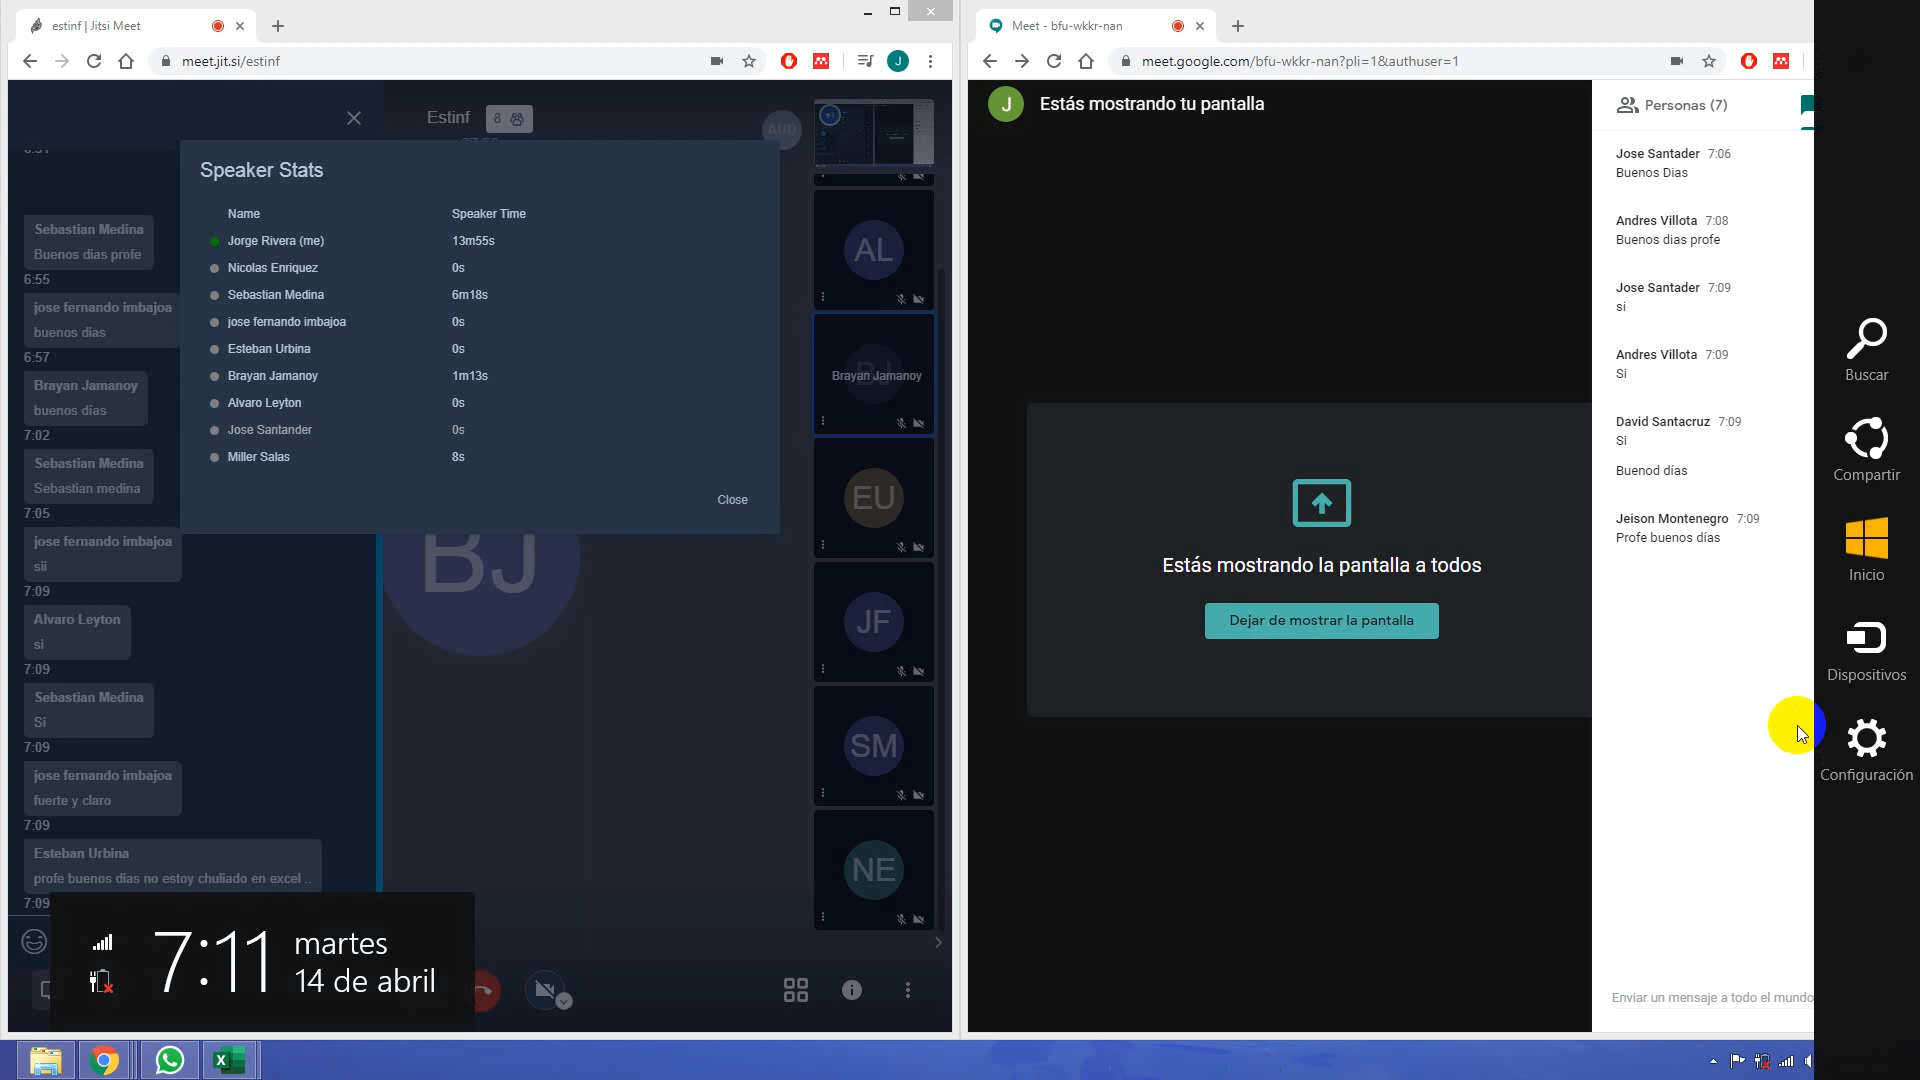 estinf | Jitsi Meet
meet.jit.si/estinf
J
Estinf
8
AUD
Speaker Stats
Name Speaker Time
Jorge Rivera (me) 13m55s
Nicolas Enriquez 0s
Sebastian Medina 6m18s
jose fernando imbajoa 0s
Esteban Urbina 0s
Brayan Jamanoy 1m13s
Alvaro Leyton 0s
Jose Santander 0s
Miller Salas 8s
Close
Sebastian Medina
Buenos dias profe
6:55
jose fernando imbajoa
buenos dias
6:57
Brayan Jamanoy
buenos días
7:02
Sebastian Medina
Sebastian medina
7:05
jose fernando imbajoa
sii
7:09
Alvaro Leyton
si
7:09
Sebastian Medina
Si
7:09
jose fernando imbajoa
fuerte y claro
7:09
Esteban Urbina
profe buenos dias no estoy chuliado en excel ..
7:09
BJ
AL
BJ
Brayan Jamanoy
EU
JF
SM
NE
7:11
martes
14 de abril
Meet - bfu-wkkr-nan
meet.google.com/bfu-wkkr-nan?pli=1&authuser=1
J
Estás mostrando tu pantalla
Estás mostrando la pantalla a todos
Dejar de mostrar la pantalla
Personas (7)
Jose Santader 7:06
Buenos Dias
Andres Villota 7:08
Buenos dias profe
Jose Santader 7:09
si
Andres Villota 7:09
Si
David Santacruz 7:09
Si
Buenod días
Jeison Montenegro 7:09
Profe buenos días
Enviar un mensaje a todo el mundo
Buscar
Compartir
Inicio
Dispositivos
Configuración